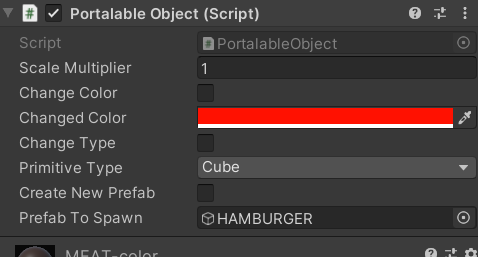 Portalable Object (Script)
Script PortalableObject
Scale Multiplier 1
Change Color
Changed Color
Change Type
Primitive Type Cube
Create New Prefab
Prefab To Spawn HAMBURGER
MEAT-color